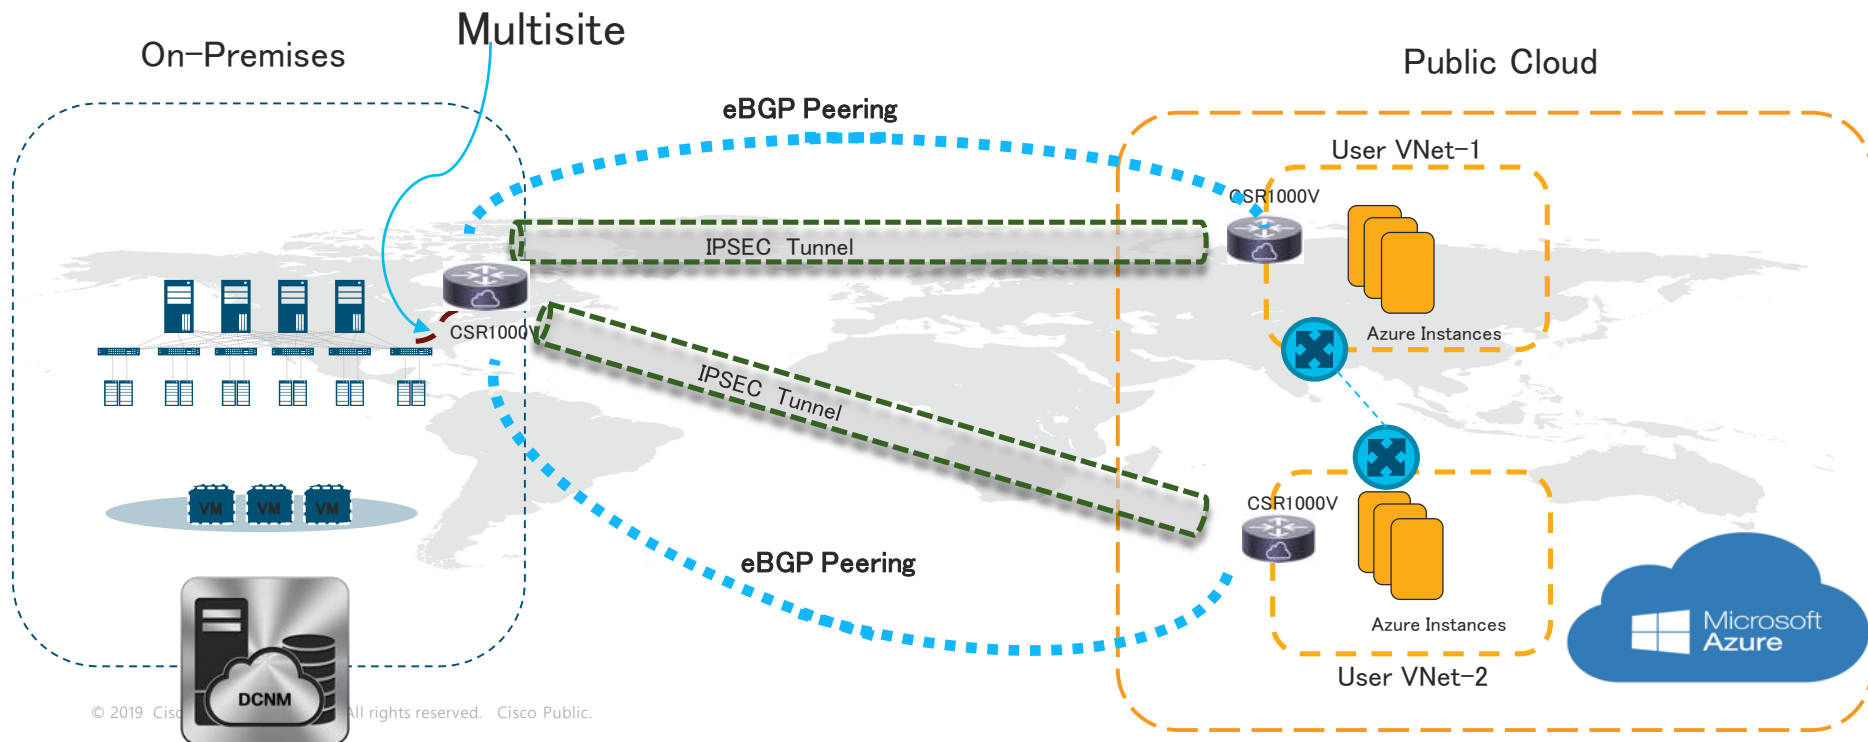 Multisite
On-Premises
Public Cloud
eBGP Peering
User VNet-1
CSR1000V
IPSEC Tunnel
CSR1000V
Azure Instances
IPSEC Tunnel
VM VM VM
CSR1000V
eBGP Peering
Azure Instances
Microsoft
Azure
User VNet-2
DCNM
© 2019 All rights reserved. Cisco Public.